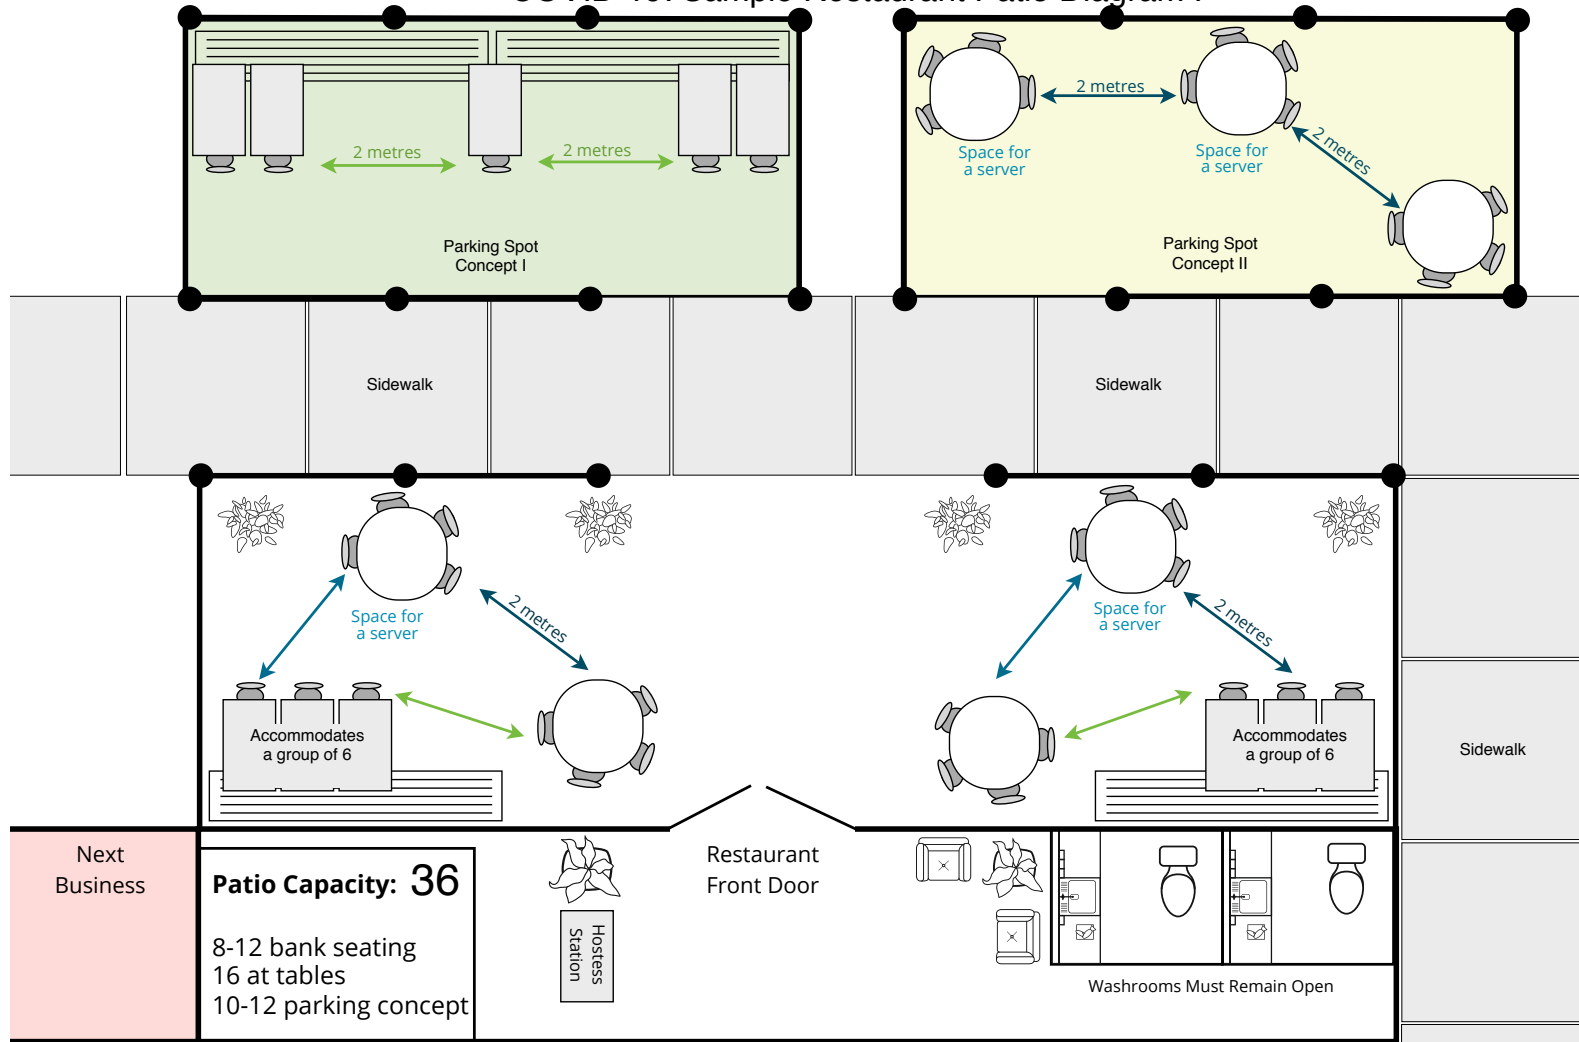 2 metres
2 metres
Parking Spot
Concept I
2 metres
2 metres
Space for
a server
Space for
a server
Parking Spot
Concept II
Sidewalk
Sidewalk
Space for
a server
2 metres
Accommodates
a group of 6
Space for
a server
2 metres
Accommodates
a group of 6
Sidewalk
Next
Business
Patio Capacity: 36
8-12 bank seating
16 at tables
10-12 parking concept
Hostess
Station
Restaurant
Front Door
Washrooms Must Remain Open